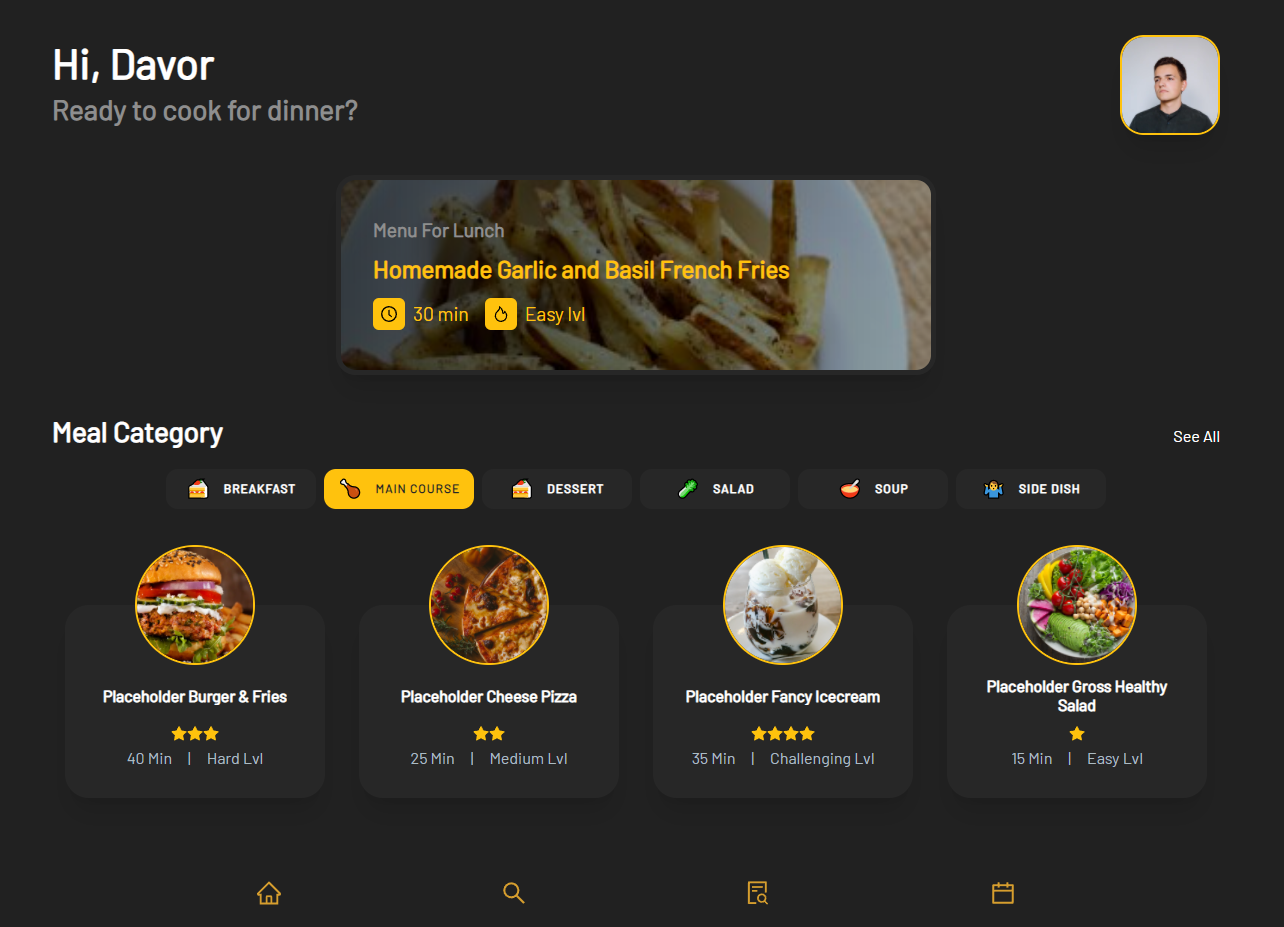 Hi, Davor
Ready to cook for dinner?
Menu For Lunch
Homemade Garlic and Basil French Fries
30 min Easy lvl
Meal Category
See All
BREAKFAST MAIN COURSE DESSERT SALAD SOUP SIDE DISH
Placeholder Burger & Fries
40 Min | Hard Lvl
Placeholder Cheese Pizza
25 Min | Medium Lvl
Placeholder Fancy Icecream
35 Min | Challenging Lvl
Placeholder Gross Healthy
Salad
15 Min | Easy Lvl